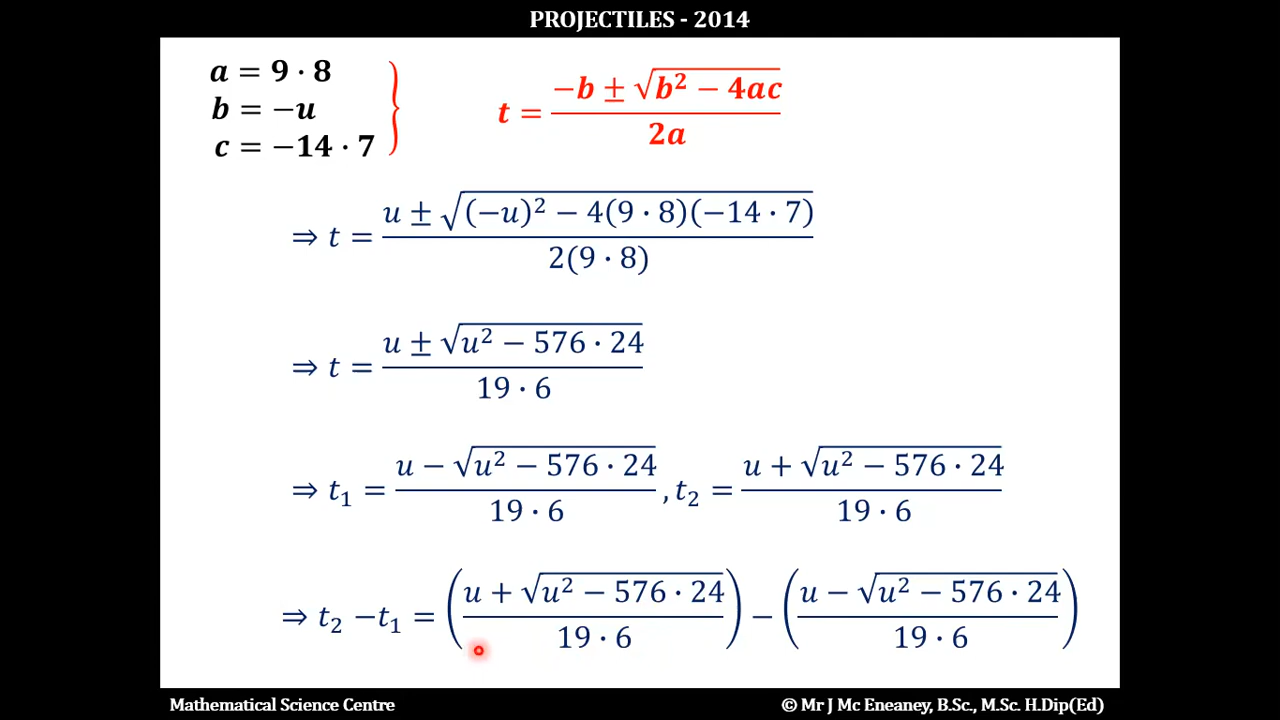 PROJECTILES - 2014
a = 9 · 8
b = −u
c = −14 · 7
t = (−b ± √(b² − 4ac)) / 2a
⇒ t = (u ± √((−u)² − 4(9 · 8)(−14 · 7))) / 2(9 · 8)
⇒ t = (u ± √(u² − 576 · 24)) / 19 · 6
⇒ t₁ = (u − √(u² − 576 · 24)) / 19 · 6 , t₂ = (u + √(u² − 576 · 24)) / 19 · 6
⇒ t₂ − t₁ = ((u + √(u² − 576 · 24)) / 19 · 6) − ((u − √(u² − 576 · 24)) / 19 · 6)
Mathematical Science Centre
© Mr J Mc Eneaney, B.Sc., M.Sc. H.Dip(Ed)